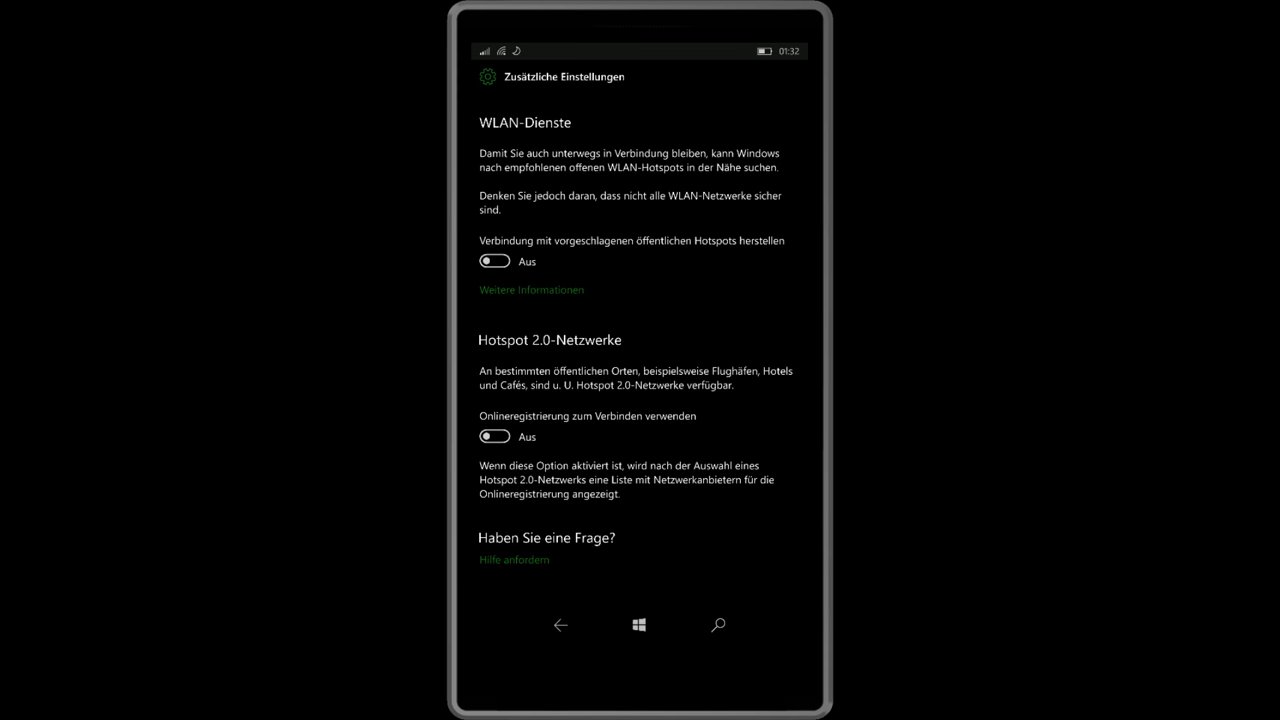 01:32
Zusätzliche Einstellungen
WLAN-Dienste
Damit Sie auch unterwegs in Verbindung bleiben, kann Windows
nach empfohlenen offenen WLAN-Hotspots in der Nähe suchen.
Denken Sie jedoch daran, dass nicht alle WLAN-Netzwerke sicher
sind.
Verbindung mit vorgeschlagenen öffentlichen Hotspots herstellen
Aus
Weitere Informationen
Hotspot 2.0-Netzwerke
An bestimmten öffentlichen Orten, beispielsweise Flughäfen, Hotels
und Cafés, sind u. U. Hotspot 2.0-Netzwerke verfügbar.
Onlineregistrierung zum Verbinden verwenden
Aus
Wenn diese Option aktiviert ist, wird nach der Auswahl eines
Hotspot 2.0-Netzwerks eine Liste mit Netzwerkanbietern für die
Onlineregistrierung angezeigt.
Haben Sie eine Frage?
Hilfe anfordern